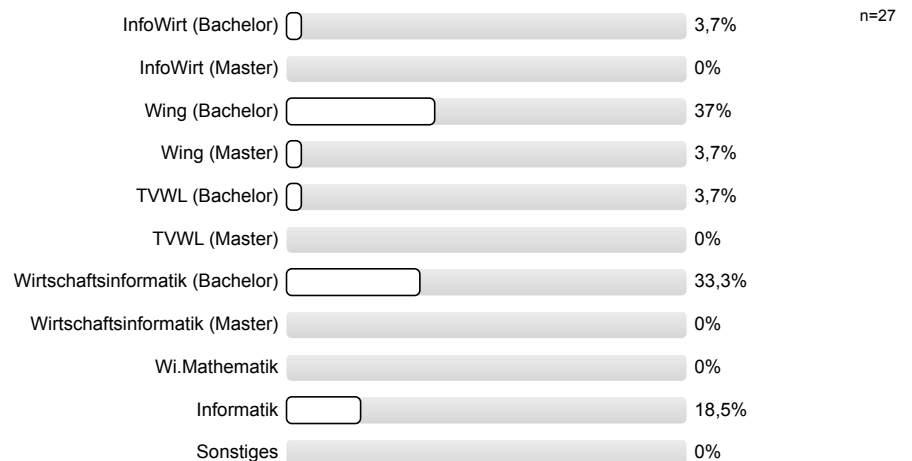 InfoWirt (Bachelor) 3,7% n=27
InfoWirt (Master) 0%
Wing (Bachelor) 37%
Wing (Master) 3,7%
TVWL (Bachelor) 3,7%
TVWL (Master) 0%
Wirtschaftsinformatik (Bachelor) 33,3%
Wirtschaftsinformatik (Master) 0%
Wi.Mathematik 0%
Informatik 18,5%
Sonstiges 0%